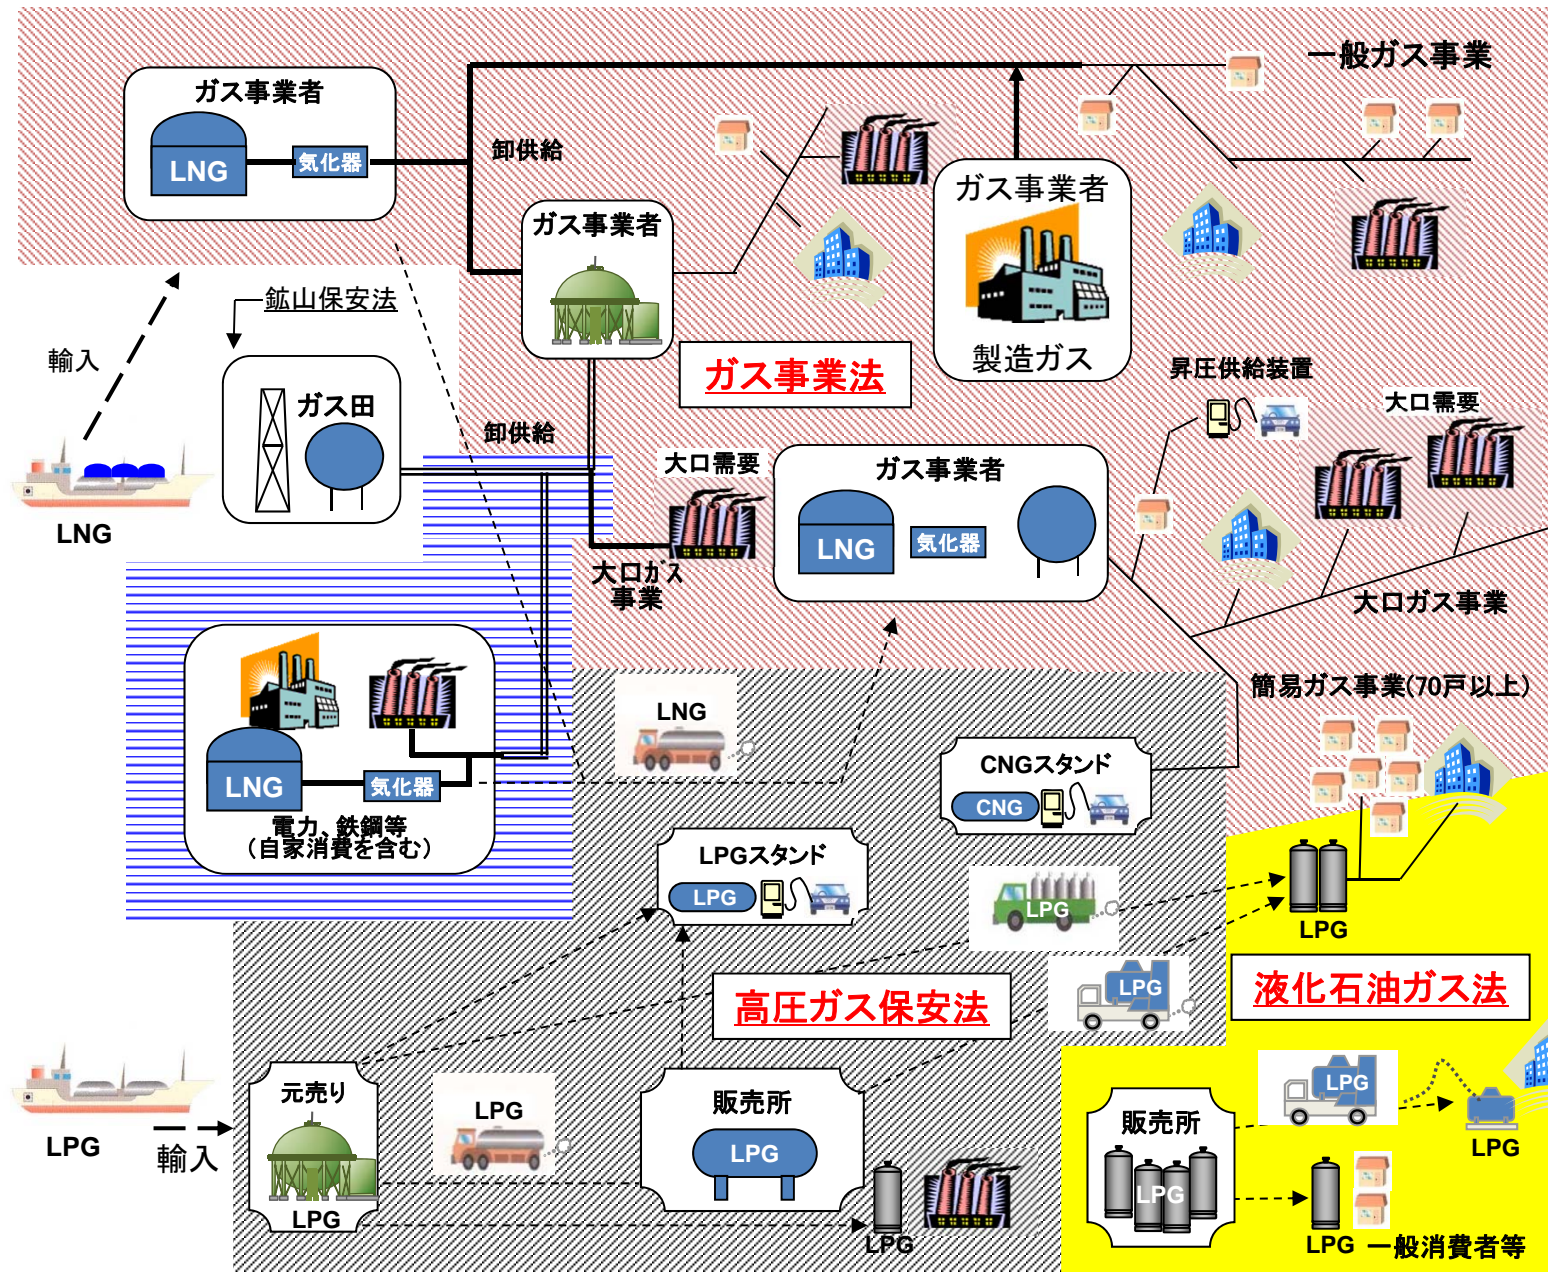 一般ガス事業
ガス事業者
LNG
気化器
卸供給
ガス事業者
ガス事業者
製造ガス
鉱山保安法
輸入
ガス事業法
昇圧供給装置
大口需要
ガス田
卸供給
大口需要
ガス事業者
LNG
気化器
LNG
大口ガス
事業
大口ガス事業
簡易ガス事業(70戸以上)
LNG
CNGスタンド
CNG
LNG
気化器
電力、鉄鋼等
(自家消費を含む)
LPGスタンド
LPG
LPG
LPG
高圧ガス保安法
LPG
液化石油ガス法
LPG
輸入
元売り
LPG
LPG
販売所
LPG
LPG
販売所
LPG
LPG
LPG
LPG
一般消費者等